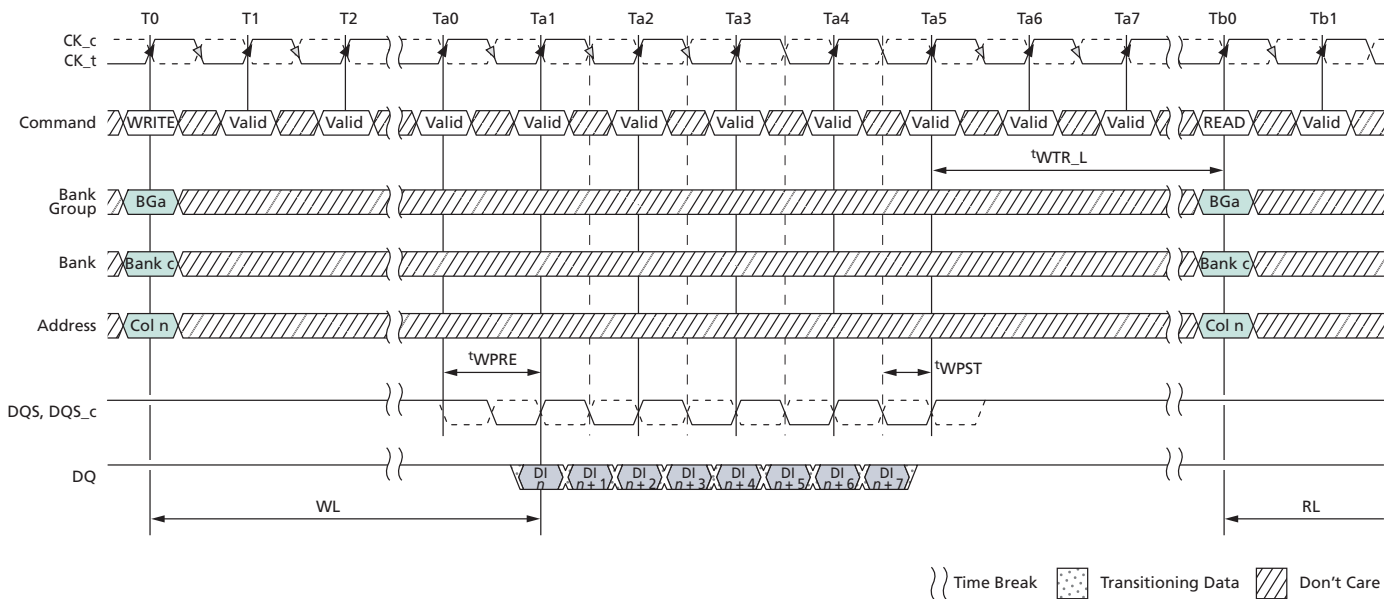 T0 T1 T2 Ta0 Ta1 Ta2 Ta3 Ta4 Ta5 Ta6 Ta7 Tb0 Tb1
CK_c
CK_t
Command WRITE Valid Valid Valid Valid Valid Valid Valid Valid Valid Valid READ Valid
tWTR_L
Bank
Group BGa BGa
Bank Bank c Bank c
Address Col n Col n
tWPRE tWPST
DQS, DQS_c
DQ DI DI DI DI DI DI DI DI
n n + 1 n + 2 n + 3 n + 4 n + 5 n + 6 n + 7
WL RL
Time Break Transitioning Data Don't Care